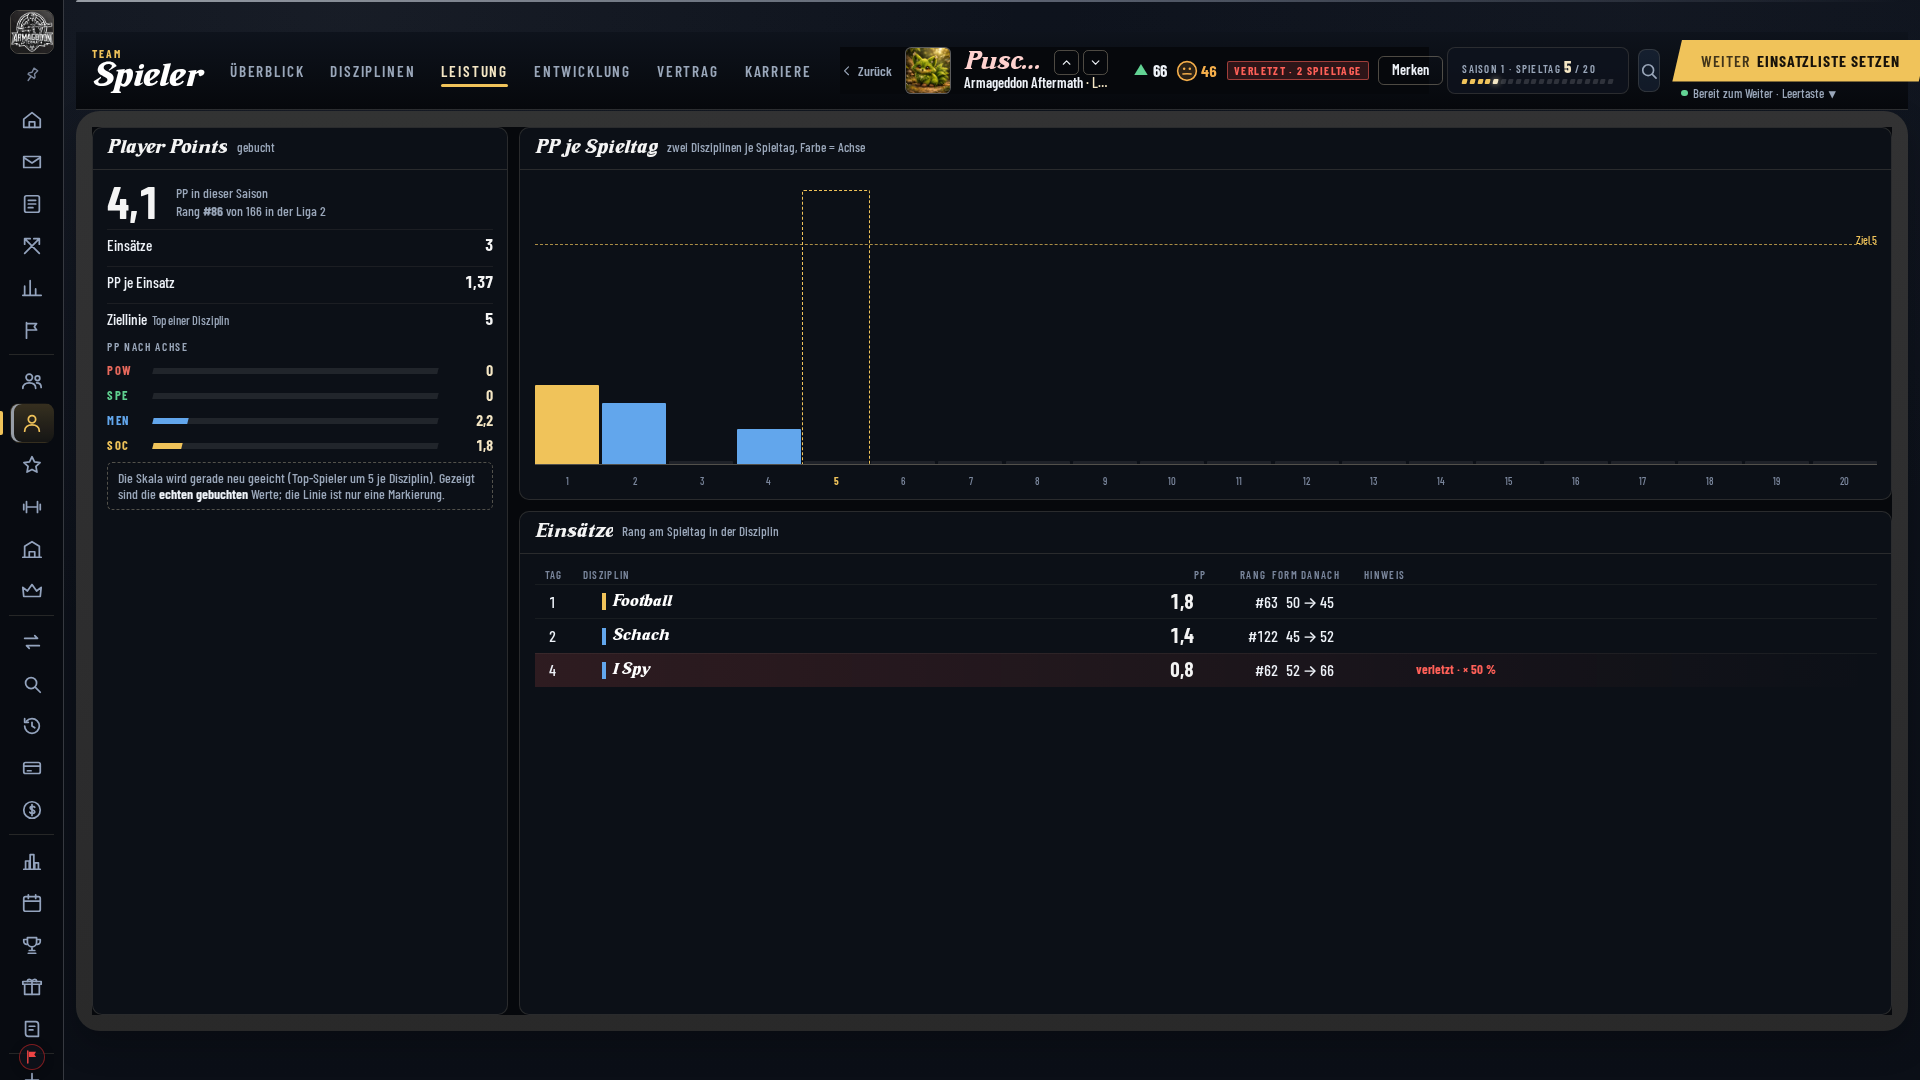 ARMAGEDDON
TEAM
Spieler
ÜBERBLICK
DISZIPLINEN
LEISTUNG
ENTWICKLUNG
VERTRAG
KARRIERE
Zurück
Pusc...
Armageddon Aftermath · L...
66
46
VERLETZT · 2 SPIELTAGE
Merken
SAISON 1 · SPIELTAG 5 / 20
WEITER EINSATZLISTE SETZEN
Bereit zum Weiter · Leertaste ▼
Player Points gebucht
4,1
PP in dieser Saison
Rang #86 von 166 in der Liga 2
Einsätze 3
PP je Einsatz 1,37
Ziellinie Top einer Disziplin 5
PP NACH ACHSE
POW 0
SPE 0
MEN 2,2
SOC 1,8
Die Skala wird gerade neu geeicht (Top-Spieler um 5 je Disziplin). Gezeigt
sind die echten gebuchten Werte; die Linie ist nur eine Markierung.
PP je Spieltag zwei Disziplinen je Spieltag, Farbe = Achse
Ziel 5
1 2 3 4 5 6 7 8 9 10 11 12 13 14 15 16 17 18 19 20
Einsätze Rang am Spieltag in der Disziplin
TAG DISZIPLIN PP RANG FORM DANACH HINWEIS
1 Football 1,8 #63 50 → 45
2 Schach 1,4 #122 45 → 52
4 I Spy 0,8 #62 52 → 66 verletzt · × 50 %